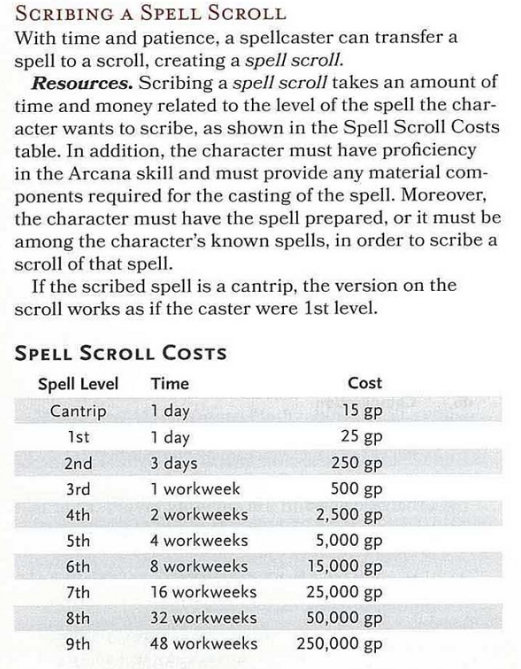 SCRIBING A SPELL SCROLL
With time and patience, a spellcaster can transfer a
spell to a scroll, creating a spell scroll.
Resources. Scribing a spell scroll takes an amount of
time and money related to the level of the spell the char-
acter wants to scribe, as shown in the Spell Scroll Costs
table. In addition, the character must have proficiency
in the Arcana skill and must provide any material com-
ponents required for the casting of the spell. Moreover,
the character must have the spell prepared, or it must be
among the character's known spells, in order to scribe a
scroll of that spell.
If the scribed spell is a cantrip, the version on the
scroll works as if the caster were 1st level.
SPELL SCROLL COSTS
Spell Level Time Cost
Cantrip 1 day 15 gp
1st 1 day 25 gp
2nd 3 days 250 gp
3rd 1 workweek 500 gp
4th 2 workweeks 2,500 gp
5th 4 workweeks 5,000 gp
6th 8 workweeks 15,000 gp
7th 16 workweeks 25,000 gp
8th 32 workweeks 50,000 gp
9th 48 workweeks 250,000 gp